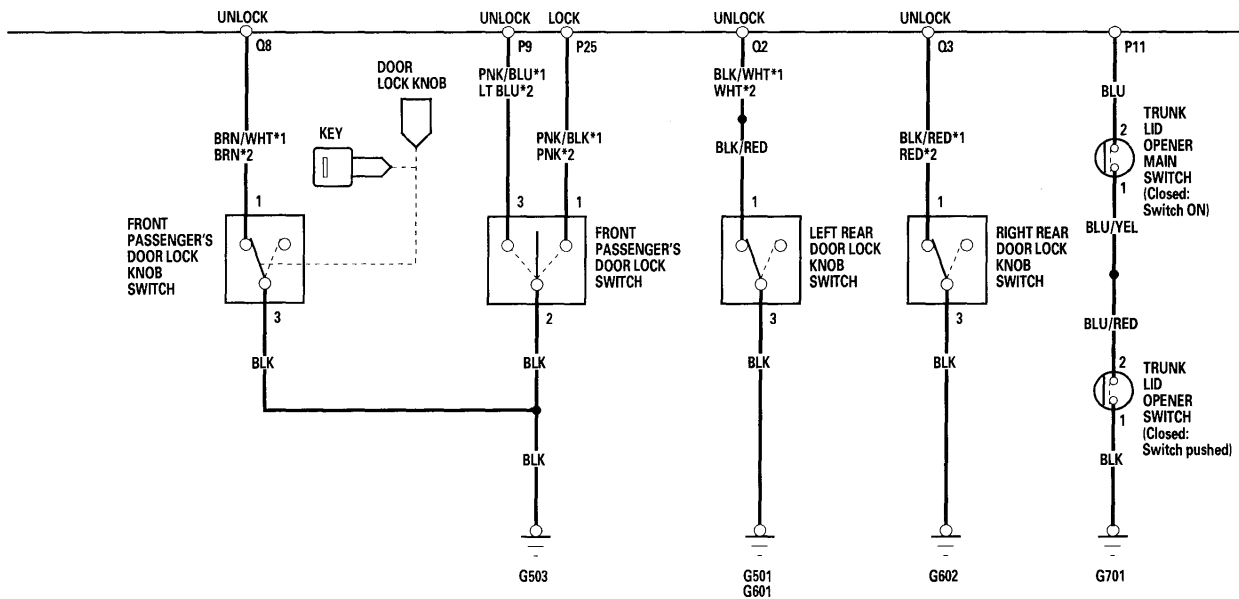 UNLOCK
UNLOCK
LOCK
UNLOCK
UNLOCK
Q8
P9
P25
Q2
Q3
P11
DOOR
LOCK KNOB
KEY
BRN/WHT*1
BRN*2
PNK/BLU*1
LT BLU*2
PNK/BLK*1
PNK*2
BLK/WHT*1
WHT*2
BLK/RED
BLK/RED*1
RED*2
BLU
2
TRUNK
LID
OPENER
MAIN
SWITCH
(Closed:
Switch ON)
1
BLU/YEL
1
FRONT
PASSENGER'S
DOOR LOCK
KNOB
SWITCH
3
3
1
FRONT
PASSENGER'S
DOOR LOCK
SWITCH
2
1
LEFT REAR
DOOR LOCK
KNOB
SWITCH
3
1
RIGHT REAR
DOOR LOCK
KNOB
SWITCH
3
BLU/RED
2
TRUNK
LID
OPENER
SWITCH
(Closed:
Switch pushed)
1
BLK
BLK
BLK
BLK
BLK
BLK
G503
G501
G601
G602
G701